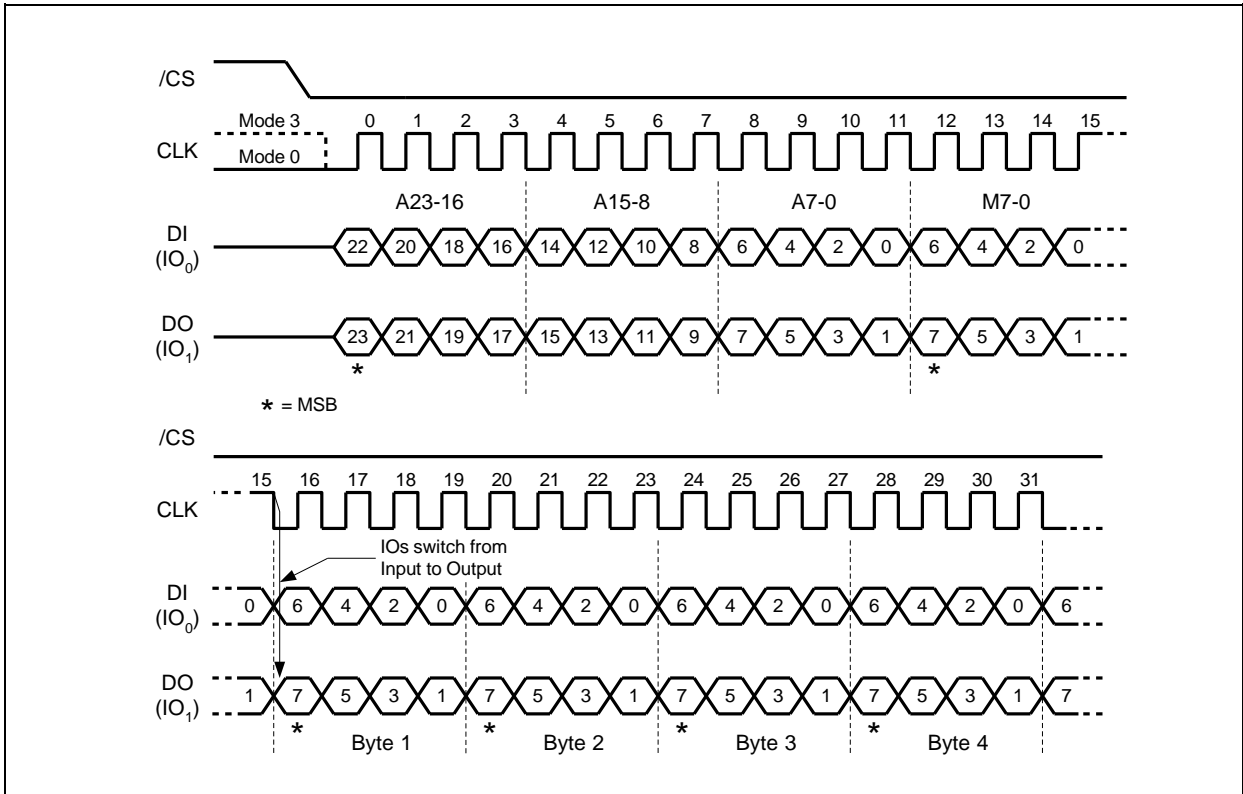 /CS
Mode 3 0 1 2 3 4 5 6 7 8 9 10 11 12 13 14 15
CLK
Mode 0
A23-16 A15-8 A7-0 M7-0
DI
(IO0)
22 20 18 16 14 12 10 8 6 4 2 0 6 4 2 0
DO
(IO1)
23 21 19 17 15 13 11 9 7 5 3 1 7 5 3 1
* *
* = MSB
/CS
15 16 17 18 19 20 21 22 23 24 25 26 27 28 29 30 31
CLK
IOs switch from
Input to Output
DI
(IO0)
0 6 4 2 0 6 4 2 0 6 4 2 0 6 4 2 0 6
DO
(IO1)
1 7 5 3 1 7 5 3 1 7 5 3 1 7 5 3 1 7
* * * *
Byte 1 Byte 2 Byte 3 Byte 4